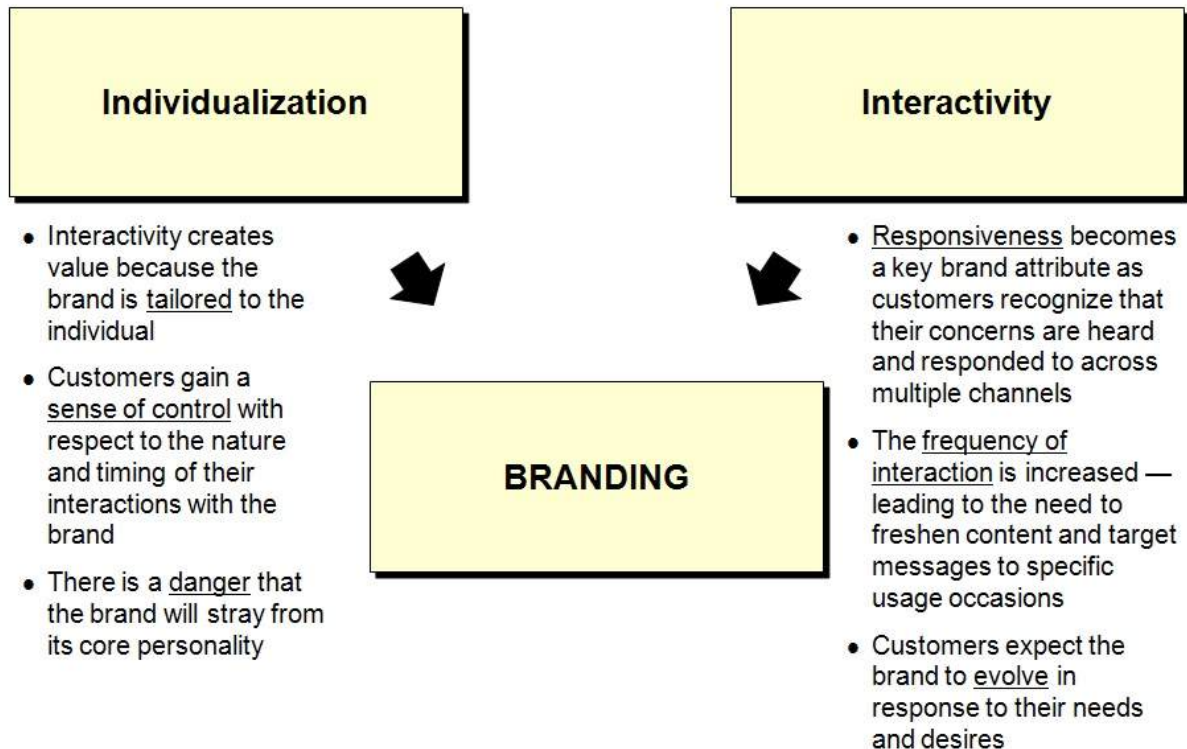 Individualization
Interactivity
● Interactivity creates
value because the
brand is tailored to the
individual
● Customers gain a
sense of control with
respect to the nature
and timing of their
interactions with the
brand
● There is a danger that
the brand will stray from
its core personality
BRANDING
● Responsiveness becomes
a key brand attribute as
customers recognize that
their concerns are heard
and responded to across
multiple channels
● The frequency of
interaction is increased —
leading to the need to
freshen content and target
messages to specific
usage occasions
● Customers expect the
brand to evolve in
response to their needs
and desires